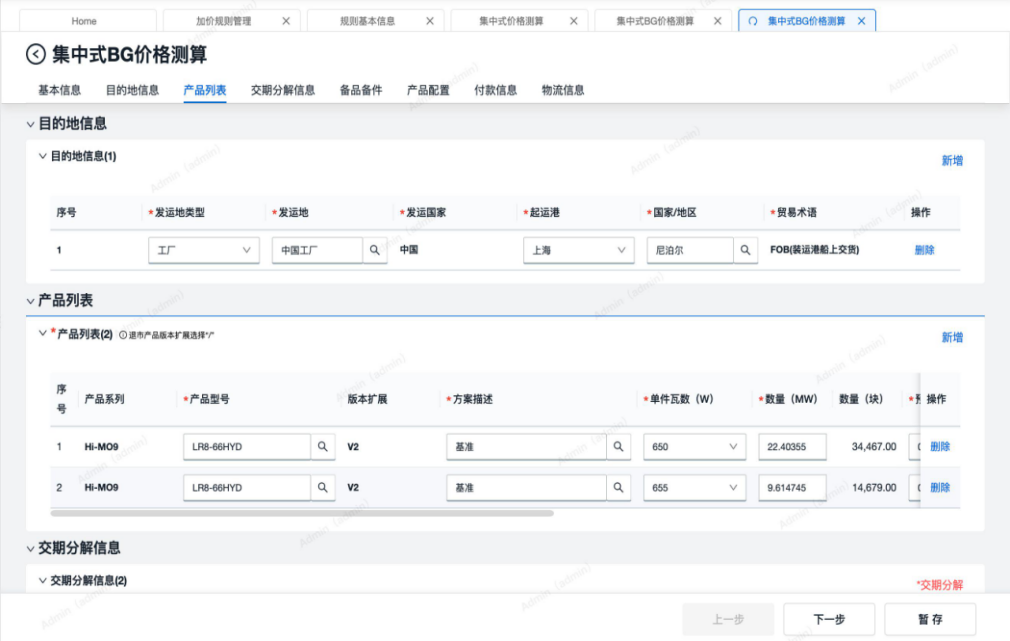 Home 加价规则管理 规则基本信息 集中式价格测算 集中式BG价格测算 集中式BG价格测算
集中式BG价格测算
基本信息 目的地信息 产品列表 交期分解信息 备品备件 产品配置 付款信息 物流信息
目的地信息
目的地信息(1) 新增
序号 *发运地类型 *发运地 *发运国家 *起运港 *国家/地区 *贸易术语 操作
1 工厂 中国工厂 中国 上海 尼泊尔 FOB(装运港船上交货) 删除
产品列表
*产品列表(2) 退市产品版本扩展选择"/" 新增
序号 产品系列 *产品型号 版本扩展 *方案描述 *单件瓦数（W） *数量（MW） 数量（块） * 操作
1 Hi-MO9 LR8-66HYD V2 基准 650 22.40355 34,467.00 删除
2 Hi-MO9 LR8-66HYD V2 基准 655 9.614745 14,679.00 删除
交期分解信息
交期分解信息(2) *交期分解
上一步 下一步 暂存
Admin (admin)